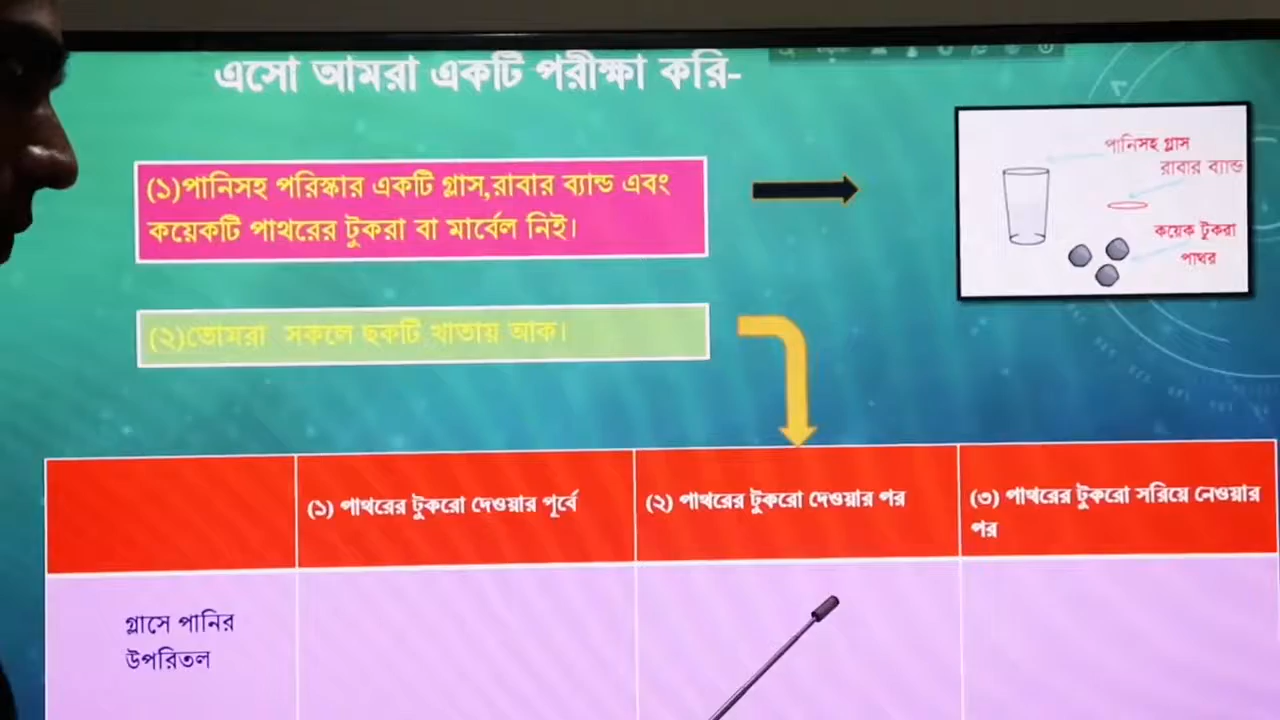 এসো আমরা একটি পরীক্ষা করি-
(১)পানিসহ পরিস্কার একটি গ্লাস,রাবার ব্যান্ড এবং
কয়েকটি পাথরের টুকরা বা মার্বেল নিই।
পানিসহ গ্লাস
রাবার ব্যান্ড
কয়েক টুকরা
পাথর
(২)তোমরা সকলে ছকটি খাতায় আক।
(১) পাথরের টুকরো দেওয়ার পূর্বে
(২) পাথরের টুকরো দেওয়ার পর
(৩) পাথরের টুকরো সরিয়ে নেওয়ার
পর
গ্লাসে পানির
উপরিতল